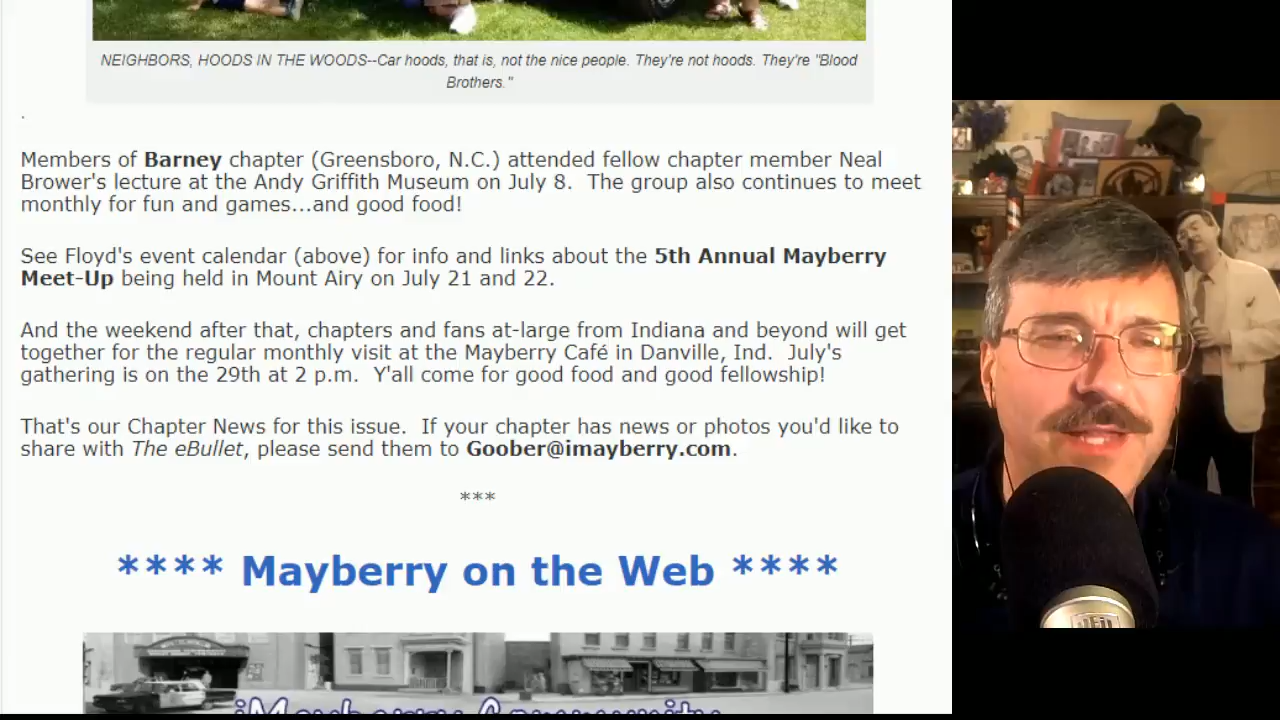 NEIGHBORS, HOODS IN THE WOODS--Car hoods, that is, not the nice people. They're not hoods. They're "Blood
Brothers."
.
Members of Barney chapter (Greensboro, N.C.) attended fellow chapter member Neal
Brower's lecture at the Andy Griffith Museum on July 8.  The group also continues to meet
monthly for fun and games...and good food!
See Floyd's event calendar (above) for info and links about the 5th Annual Mayberry
Meet-Up being held in Mount Airy on July 21 and 22.
And the weekend after that, chapters and fans at-large from Indiana and beyond will get
together for the regular monthly visit at the Mayberry Café in Danville, Ind.  July's
gathering is on the 29th at 2 p.m.  Y'all come for good food and good fellowship!
That's our Chapter News for this issue.  If your chapter has news or photos you'd like to
share with The eBullet, please send them to Goober@imayberry.com.
***
**** Mayberry on the Web ****
iMayberry Community